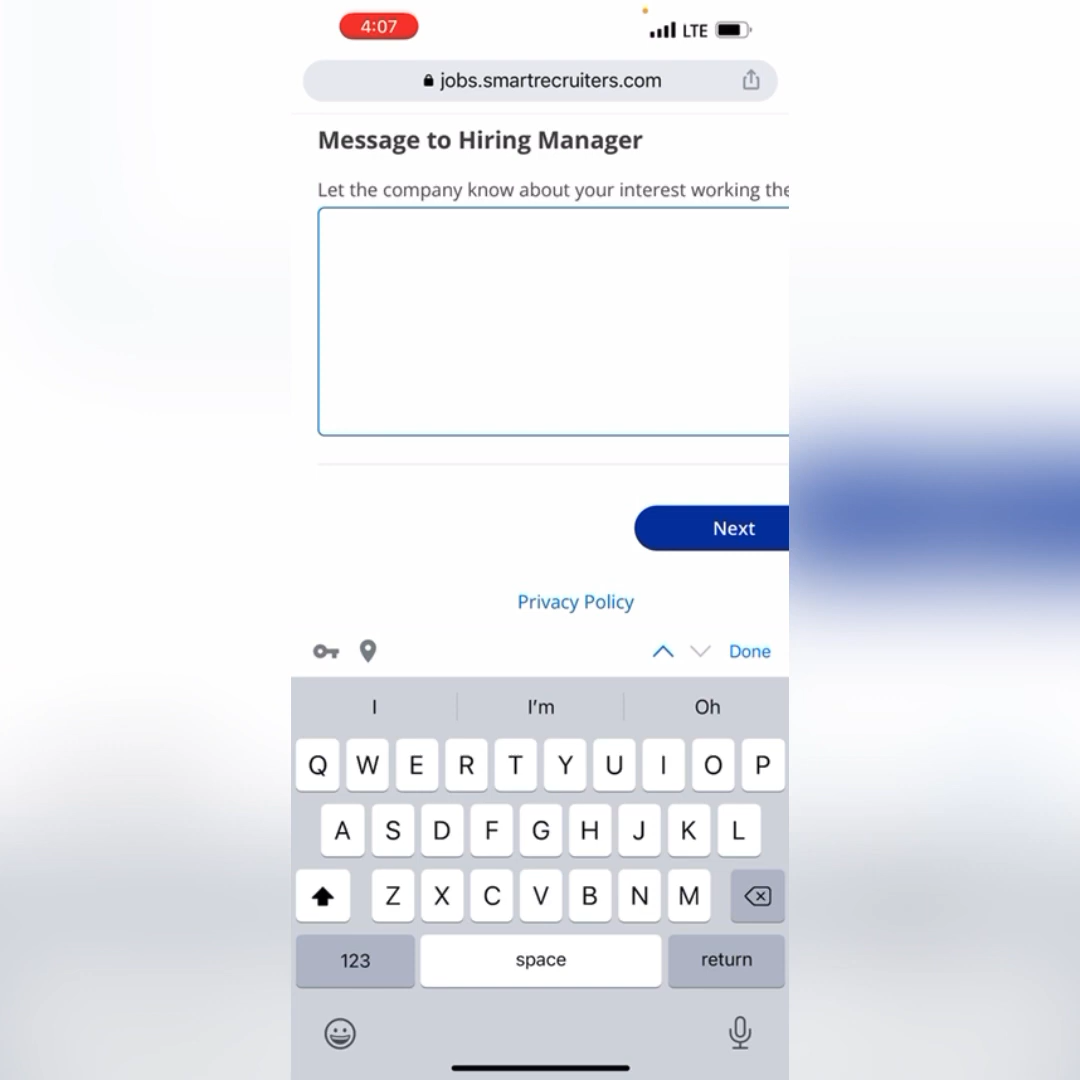 4:07
LTE
jobs.smartrecruiters.com
Message to Hiring Manager
Let the company know about your interest working the
Next
Privacy Policy
Done
I I’m Oh
Q W E R T Y U I O P
A S D F G H J K L
Z X C V B N M
123 space return